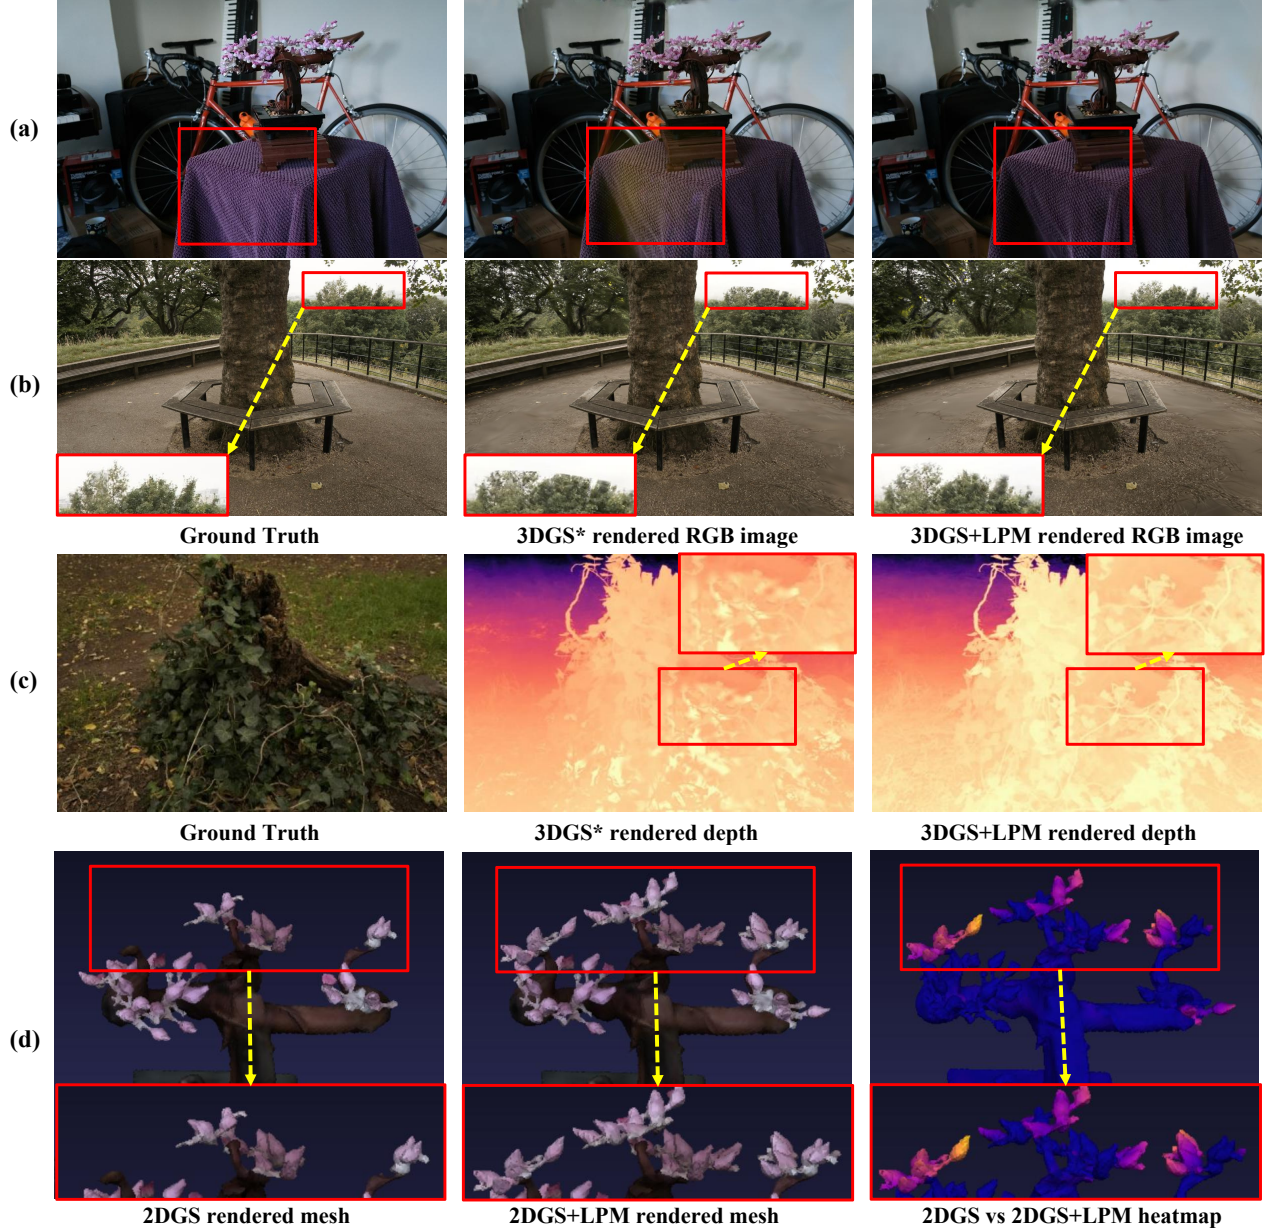 (a)
(b)
Ground Truth 3DGS* rendered RGB image 3DGS+LPM rendered RGB image
(c)
Ground Truth 3DGS* rendered depth 3DGS+LPM rendered depth
(d)
2DGS rendered mesh 2DGS+LPM rendered mesh 2DGS vs 2DGS+LPM heatmap